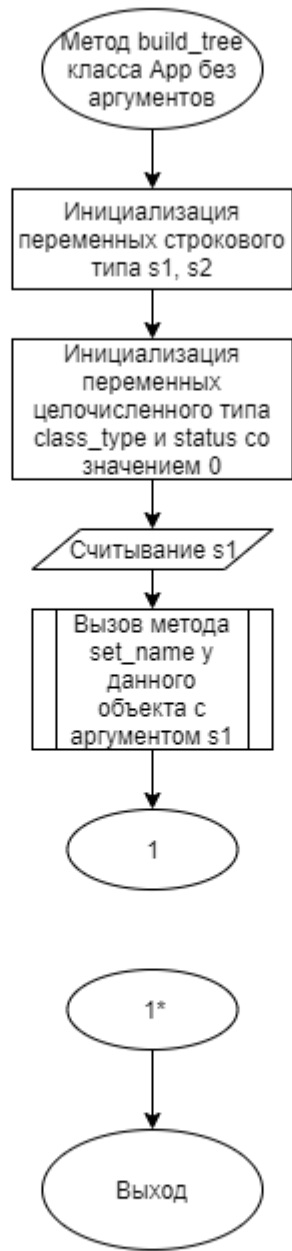 Метод build_tree
класса App без
аргументов
Инициализация
переменных строкового
типа s1, s2
Инициализация
переменных
целочисленного типа
class_type и status со
значением 0
Считывание s1
Вызов метода
set_name у
данного
объекта с
аргументом s1
1
1*
Выход